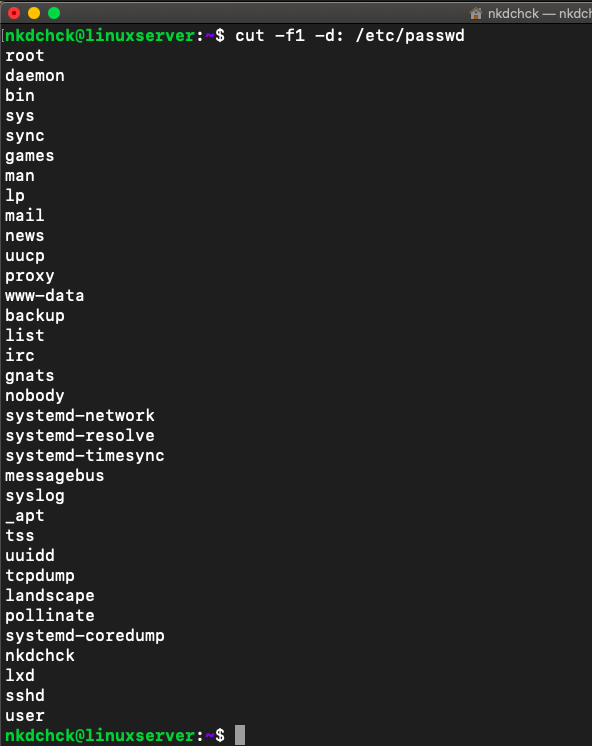 nkdchck — nkdch
nkdchck@linuxserver:~$ cut -f1 -d: /etc/passwd
root
daemon
bin
sys
sync
games
man
lp
mail
news
uucp
proxy
www-data
backup
list
irc
gnats
nobody
systemd-network
systemd-resolve
systemd-timesync
messagebus
syslog
_apt
tss
uuidd
tcpdump
landscape
pollinate
systemd-coredump
nkdchck
lxd
sshd
user
nkdchck@linuxserver:~$